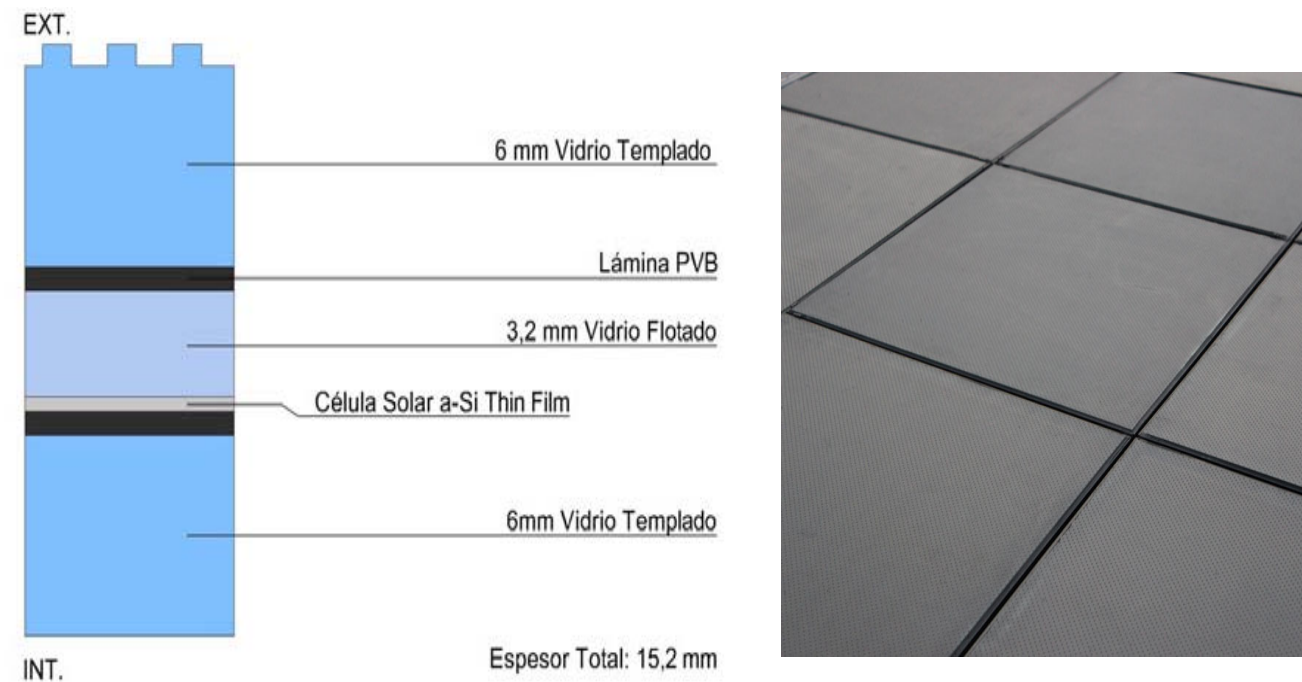 EXT.
6 mm Vidrio Templado
Lámina PVB
3,2 mm Vidrio Flotado
Célula Solar a-Si Thin Film
6mm Vidrio Templado
Espesor Total: 15,2 mm
INT.